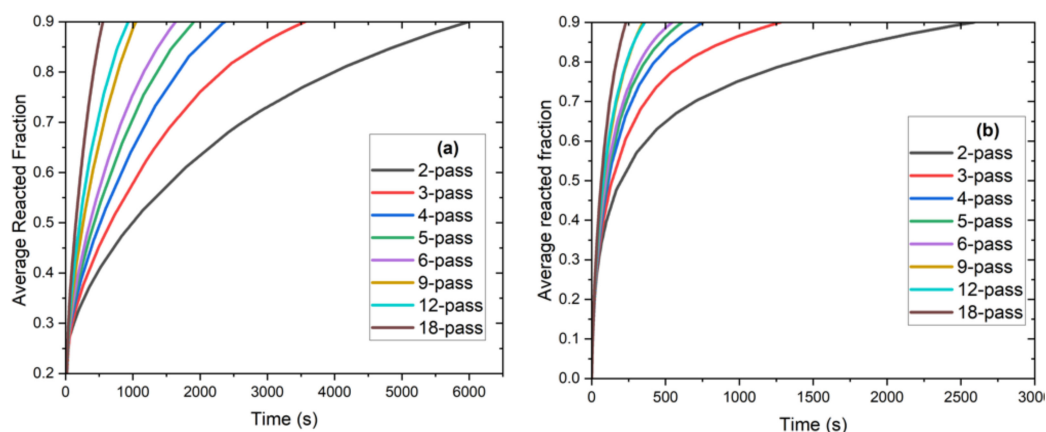 0.9
0.8
0.7
0.6
0.5
0.4
0.3
0.2
Average Reacted Fraction
0 1000 2000 3000 4000 5000 6000
Time (s)
(a)
2-pass
3-pass
4-pass
5-pass
6-pass
9-pass
12-pass
18-pass
0.9
0.8
0.7
0.6
0.5
0.4
0.3
0.2
0.1
0.0
Average reacted fraction
0 500 1000 1500 2000 2500 3000
Time (s)
(b)
2-pass
3-pass
4-pass
5-pass
6-pass
9-pass
12-pass
18-pass